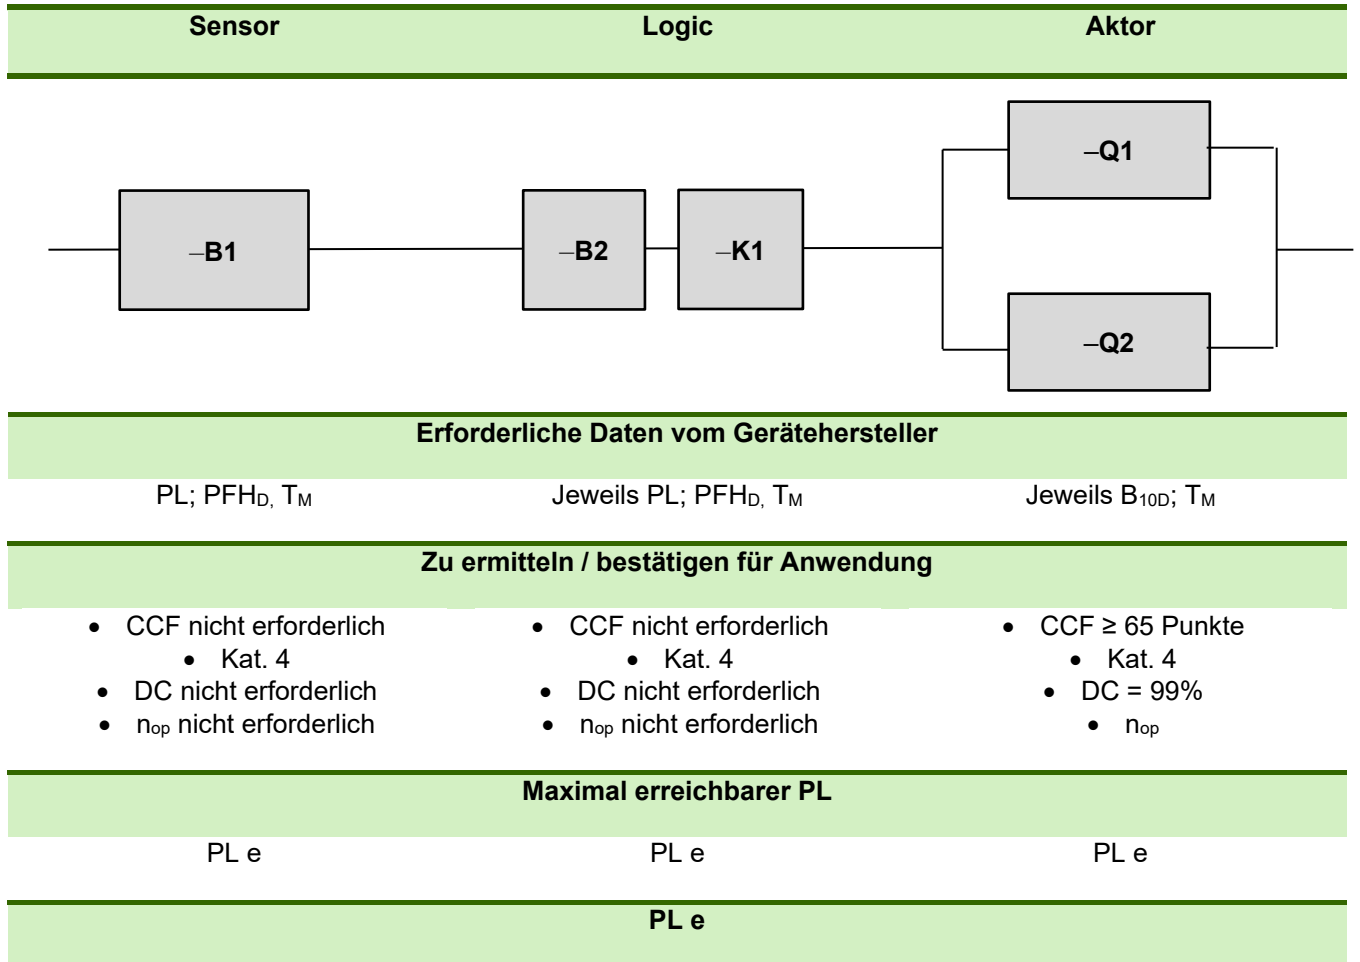 Sensor Logic Aktor
–Q1
–B1 –B2 –K1
–Q2
Erforderliche Daten vom Gerätehersteller
PL; PFHD, TM Jeweils PL; PFHD, TM Jeweils B10D; TM
Zu ermitteln / bestätigen für Anwendung
• CCF nicht erforderlich • CCF nicht erforderlich • CCF ≥ 65 Punkte
• Kat. 4 • Kat. 4 • Kat. 4
• DC nicht erforderlich • DC nicht erforderlich • DC = 99%
• nop nicht erforderlich • nop nicht erforderlich • nop
Maximal erreichbarer PL
PL e PL e PL e
PL e